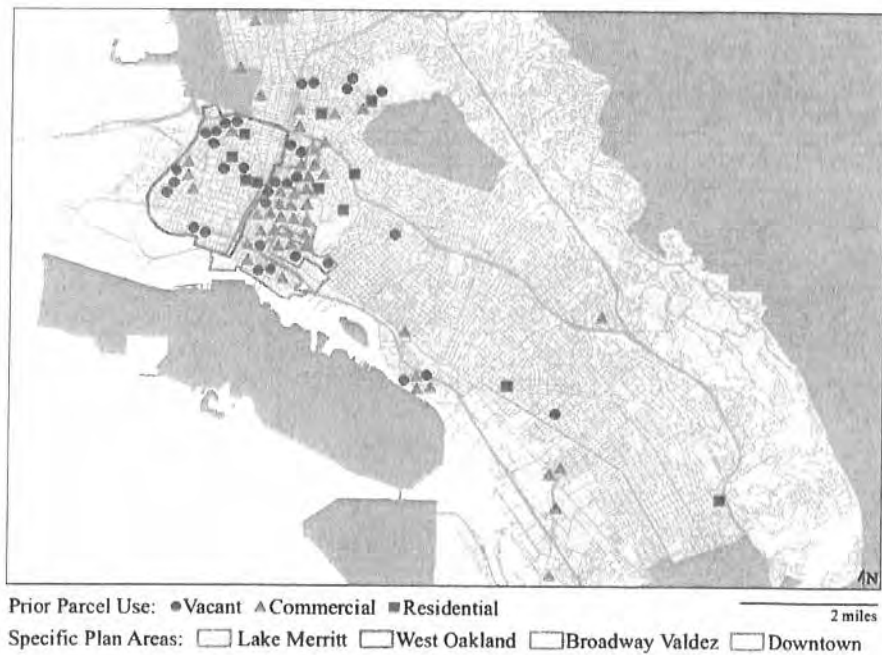 N
Prior Parcel Use: Vacant Commercial Residential
2 miles
Specific Plan Areas: Lake Merritt West Oakland Broadway Valdez Downtown